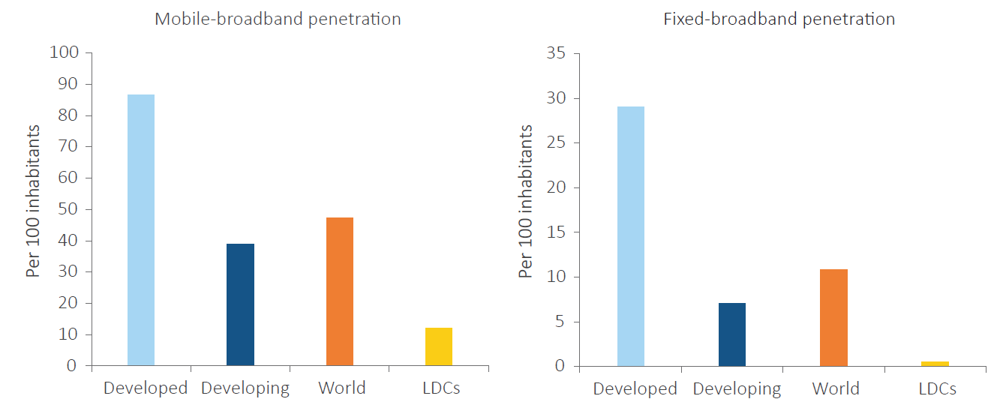 Mobile-broadband penetration
Per 100 inhabitants
100
90
80
70
60
50
40
30
20
10
0
Developed
Developing
World
LDCs
Fixed-broadband penetration
Per 100 inhabitants
35
30
25
20
15
10
5
0
Developed
Developing
World
LDCs